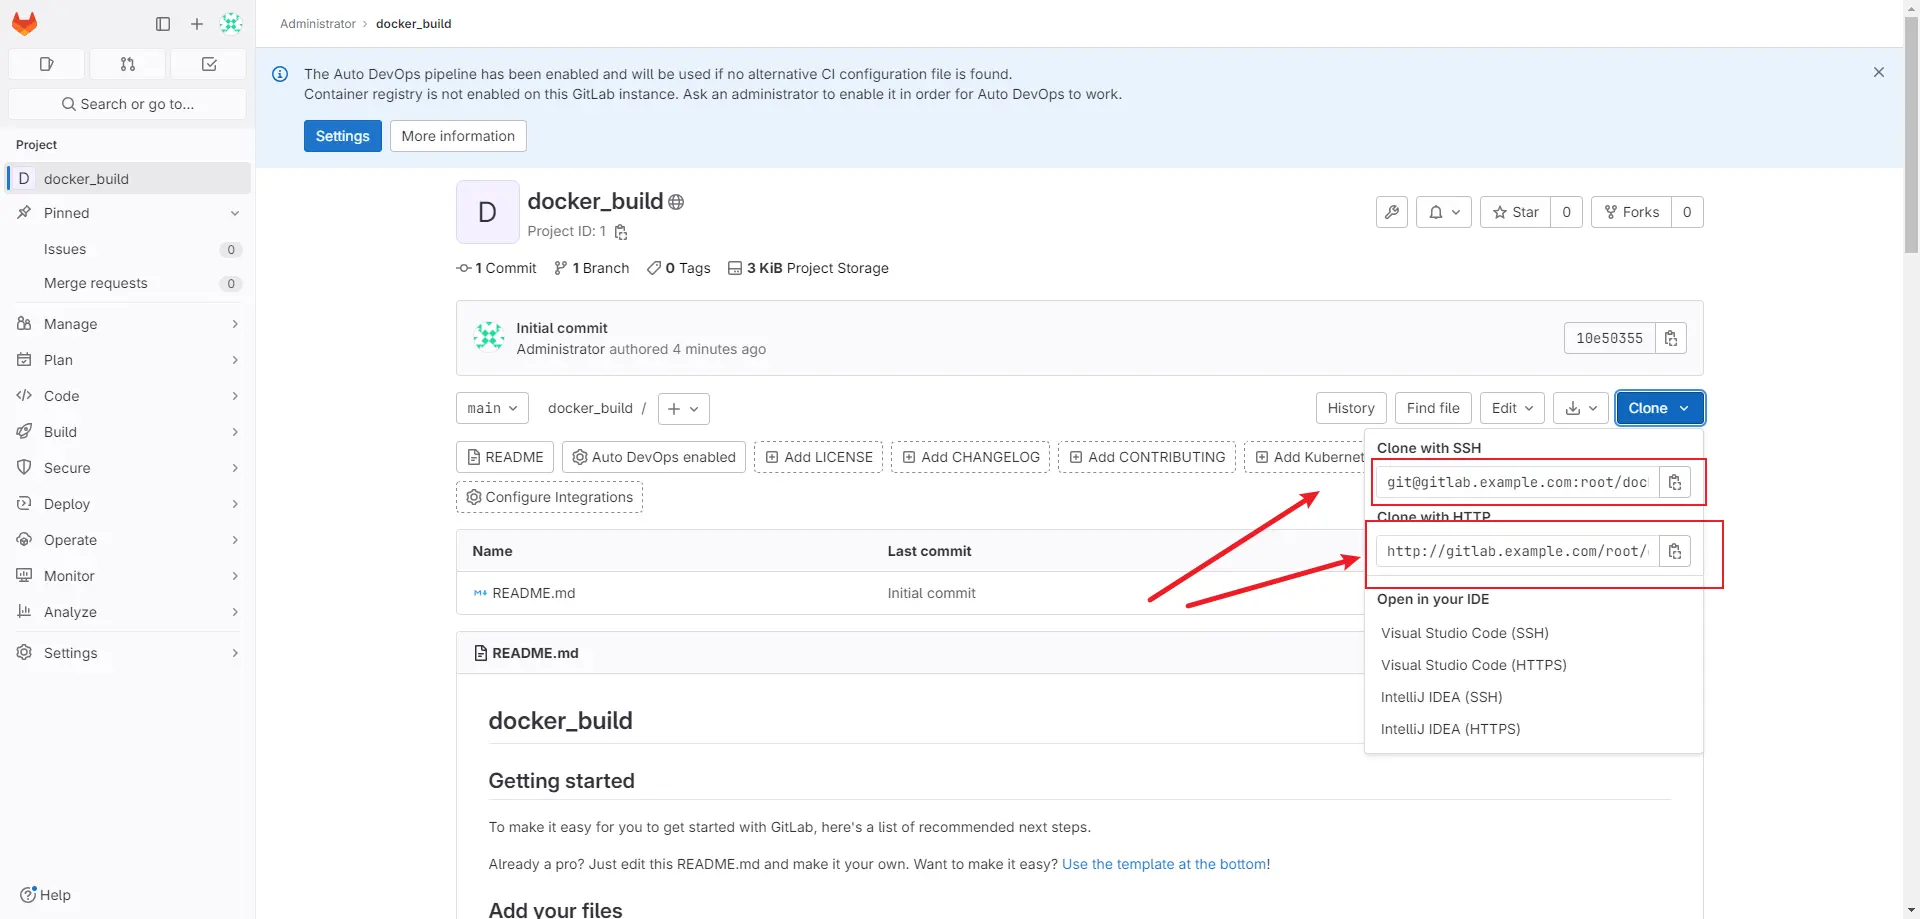 Administrator › docker_build
Search or go to...
Project
D docker_build
Pinned
Issues 0
Merge requests 0
Manage
Plan
Code
Build
Secure
Deploy
Operate
Monitor
Analyze
Settings
Help
The Auto DevOps pipeline has been enabled and will be used if no alternative CI configuration file is found.
Container registry is not enabled on this GitLab instance. Ask an administrator to enable it in order for Auto DevOps to work.
Settings More information
D
docker_build
Project ID: 1
Star 0 Forks 0
1 Commit 1 Branch 0 Tags 3 KiB Project Storage
Initial commit
Administrator authored 4 minutes ago
10e50355
main docker_build / +
History Find file Edit Clone
README Auto DevOps enabled Add LICENSE Add CHANGELOG Add CONTRIBUTING Add Kubernet
Configure Integrations
Clone with SSH
git@gitlab.example.com:root/doc
Clone with HTTP
http://gitlab.example.com/root/
Open in your IDE
Visual Studio Code (SSH)
Visual Studio Code (HTTPS)
IntelliJ IDEA (SSH)
IntelliJ IDEA (HTTPS)
Name Last commit
README.md Initial commit
README.md
docker_build
Getting started
To make it easy for you to get started with GitLab, here's a list of recommended next steps.
Already a pro? Just edit this README.md and make it your own. Want to make it easy? Use the template at the bottom!
Add your files